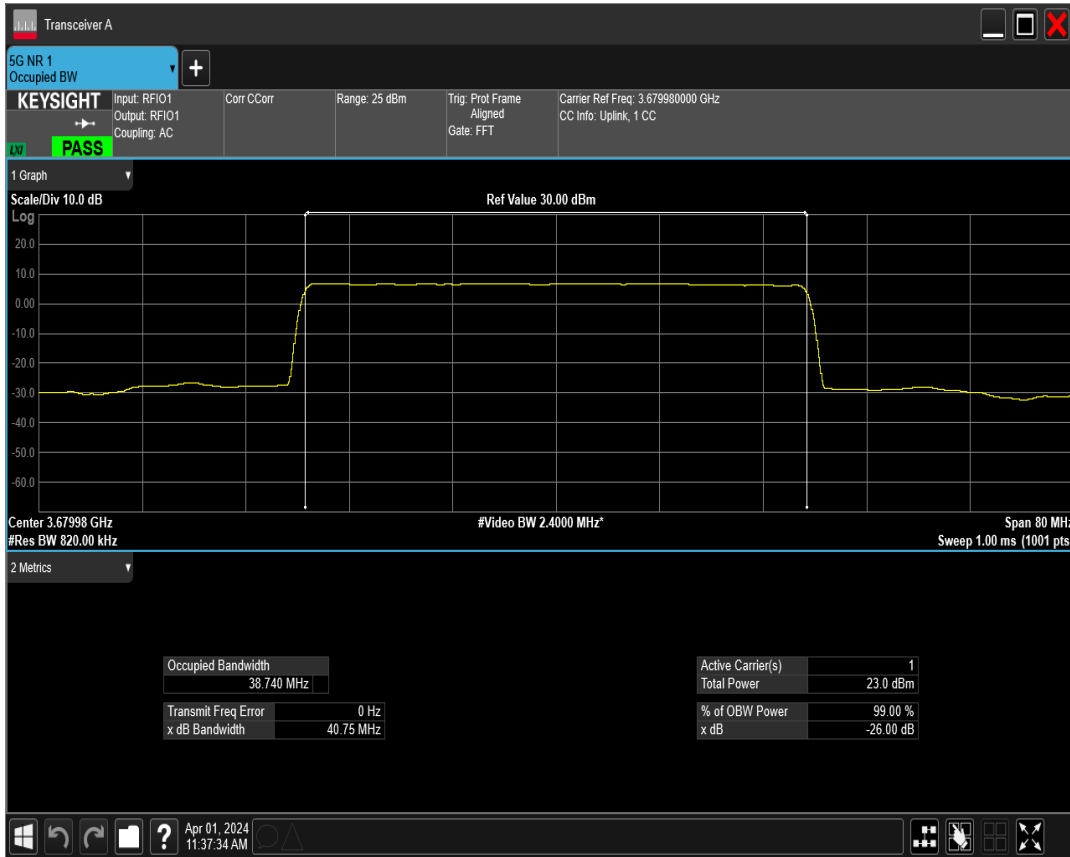 Transceiver A
5G NR 1
Occupied BW
KEYSIGHT
LXI
PASS
Input: RFIO1
Output: RFIO1
Coupling: AC
Corr CCorr
Range: 25 dBm
Trig: Prot Frame
Aligned
Gate: FFT
Carrier Ref Freq: 3.679980000 GHz
CC Info: Uplink, 1 CC
1 Graph
Scale/Div 10.0 dB
Ref Value 30.00 dBm
Log
20.0
10.0
0.00
-10.0
-20.0
-30.0
-40.0
-50.0
-60.0
Center 3.67998 GHz
#Video BW 2.4000 MHz*
Span 80 MHz
#Res BW 820.00 kHz
Sweep 1.00 ms (1001 pts
2 Metrics
Occupied Bandwidth
38.740 MHz
Transmit Freq Error 0 Hz
x dB Bandwidth 40.75 MHz
Active Carrier(s) 1
Total Power 23.0 dBm
% of OBW Power 99.00 %
x dB -26.00 dB
?
Apr 01, 2024
11:37:34 AM